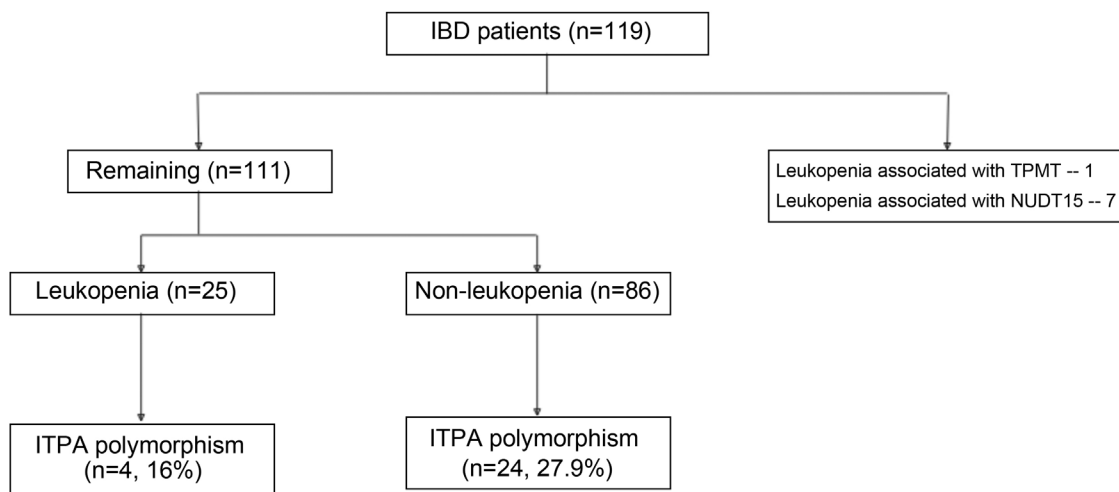 IBD patients (n=119)
Remaining (n=111)
Leukopenia associated with TPMT -- 1
Leukopenia associated with NUDT15 -- 7
Leukopenia (n=25)
Non-leukopenia (n=86)
ITPA polymorphism
(n=4, 16%)
ITPA polymorphism
(n=24, 27.9%)